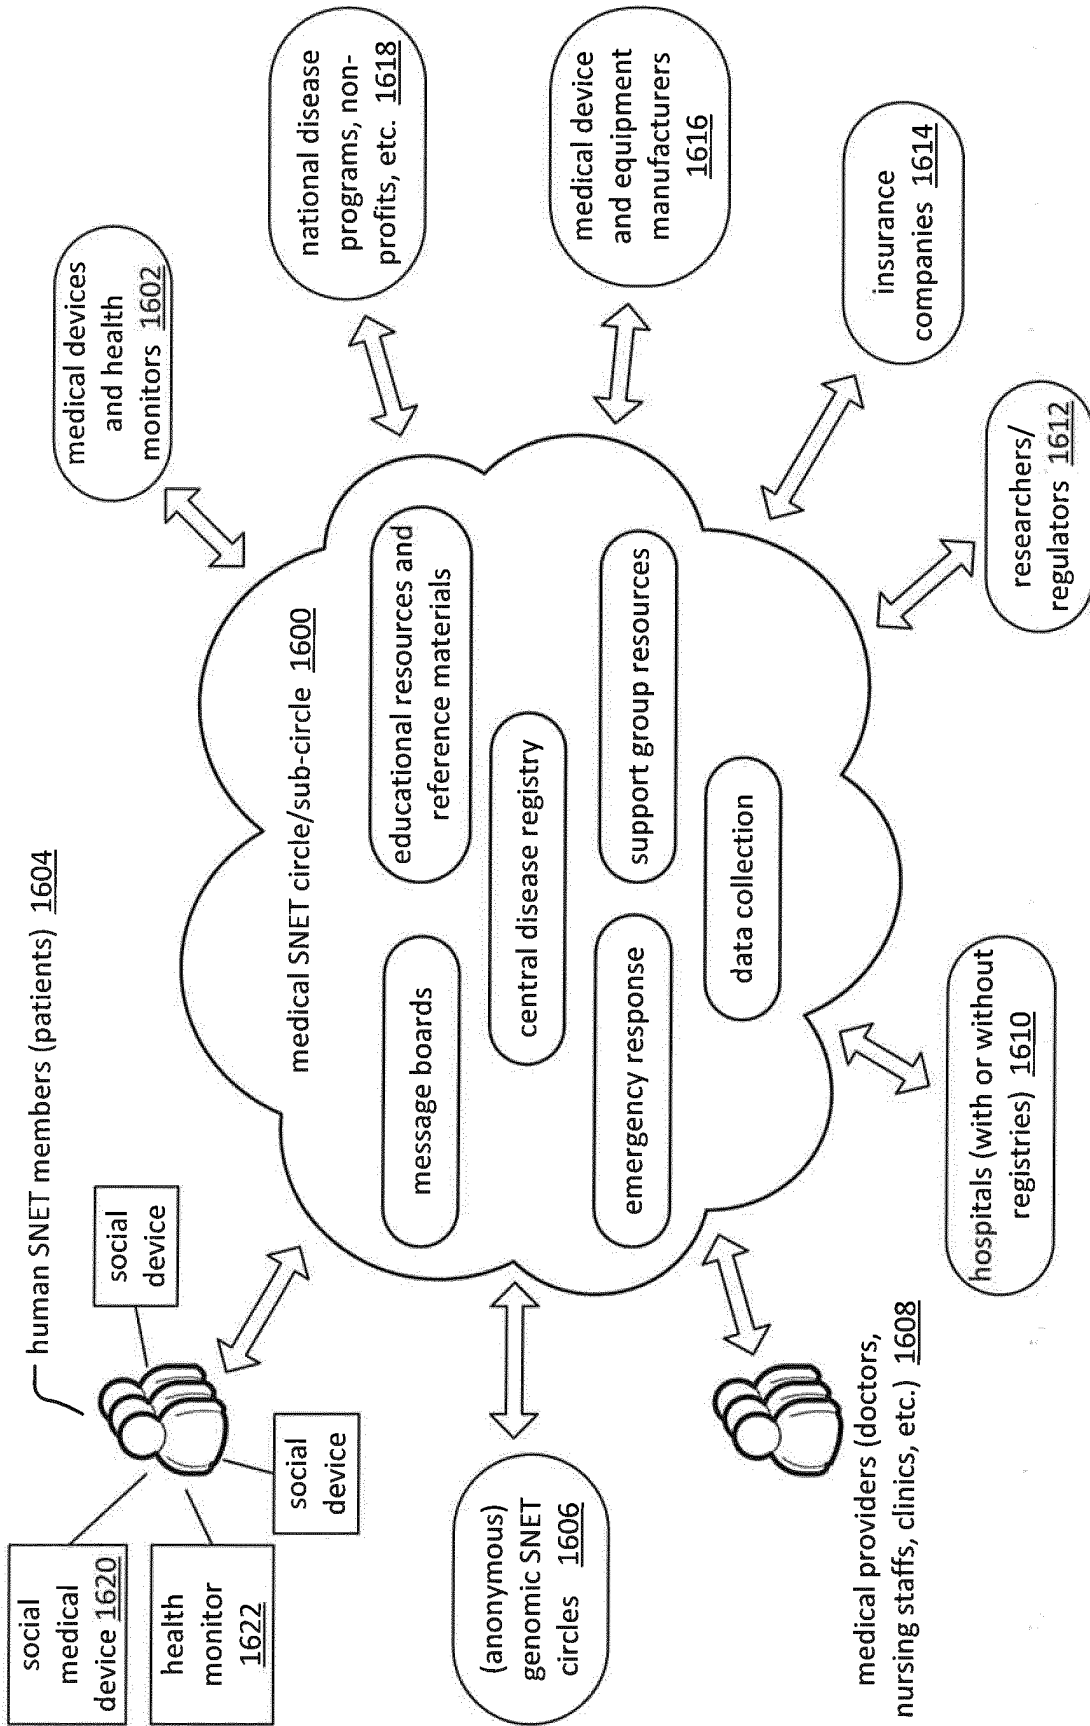 human SNET members (patients) 1604
social
medical
device 1620
health
monitor
1622
social
device
social
device
medical devices
and health
monitors 1602
national disease
programs, non-
profits, etc. 1618
medical SNET circle/sub-circle 1600
message boards
educational resources and
reference materials
central disease registry
emergency response
support group resources
data collection
(anonymous)
genomic SNET
circles 1606
medical device
and equipment
manufacturers
1616
insurance
companies 1614
medical providers (doctors,
nursing staffs, clinics, etc.) 1608
hospitals (with or without
registries) 1610
researchers/
regulators 1612